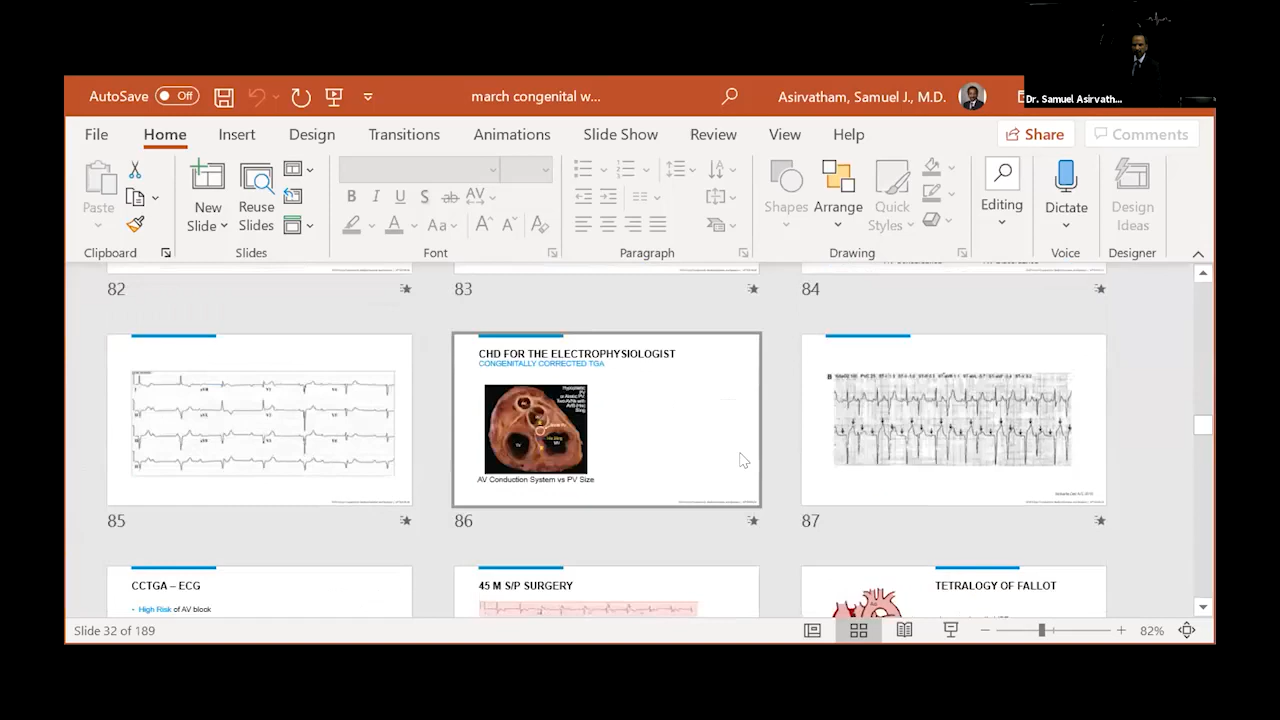 Dr. Samuel Asirvath...
AutoSave Off march congenital w... Asirvatham, Samuel J., M.D.
File Home Insert Design Transitions Animations Slide Show Review View Help Share Comments
Paste New Slide Reuse Slides Shapes Arrange Quick Styles Editing Dictate Design Ideas
B I U S ab AV
A Aa A A A
Clipboard Slides Font Paragraph Drawing Voice Designer
82 83 84
CHD FOR THE ELECTROPHYSIOLOGIST
CONGENITALLY CORRECTED TGA
AV Conduction System vs PV Size
85 86 87
CCTGA – ECG
• High Risk of AV block
45 M S/P SURGERY
TETRALOGY OF FALLOT
Slide 32 of 189 82%